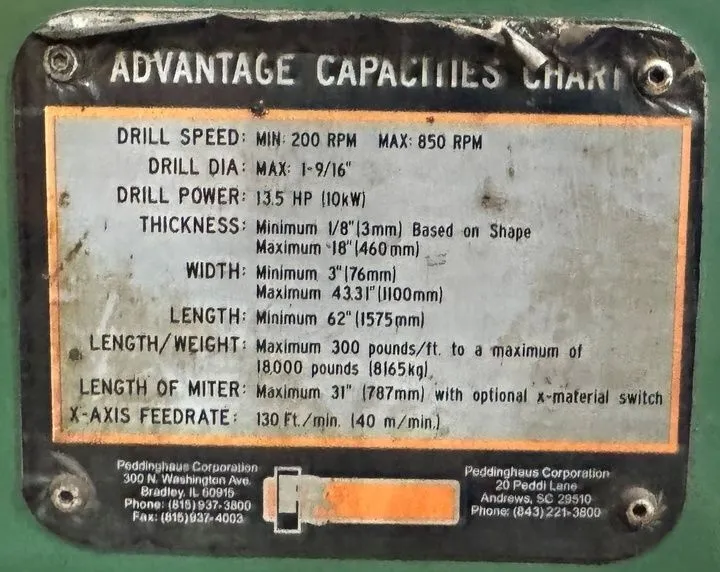 ADVANTAGE CAPACITIES CHART
DRILL SPEED: MIN: 200 RPM MAX: 850 RPM
DRILL DIA: MAX: 1-9/16"
DRILL POWER: 13.5 HP (10kW)
THICKNESS: Minimum 1/8" (3mm) Based on Shape
Maximum 18" (460mm)
WIDTH: Minimum 3" (76mm)
Maximum 43.31" (1100mm)
LENGTH: Minimum 62" (1575mm)
LENGTH/WEIGHT: Maximum 300 pounds/ft. to a maximum of
18,000 pounds (8165kg)
LENGTH OF MITER: Maximum 31" (787mm) with optional x-material switch
X-AXIS FEEDRATE: 130 Ft./min. (40 m/min.)
Peddinghaus Corporation
300 N. Washington Ave.
Bradley, IL 60915
Phone: (815) 937-3800
Fax: (815) 937-4003
Peddinghaus Corporation
20 Peddi Lane
Andrews, SC 29510
Phone: (843) 221-3800